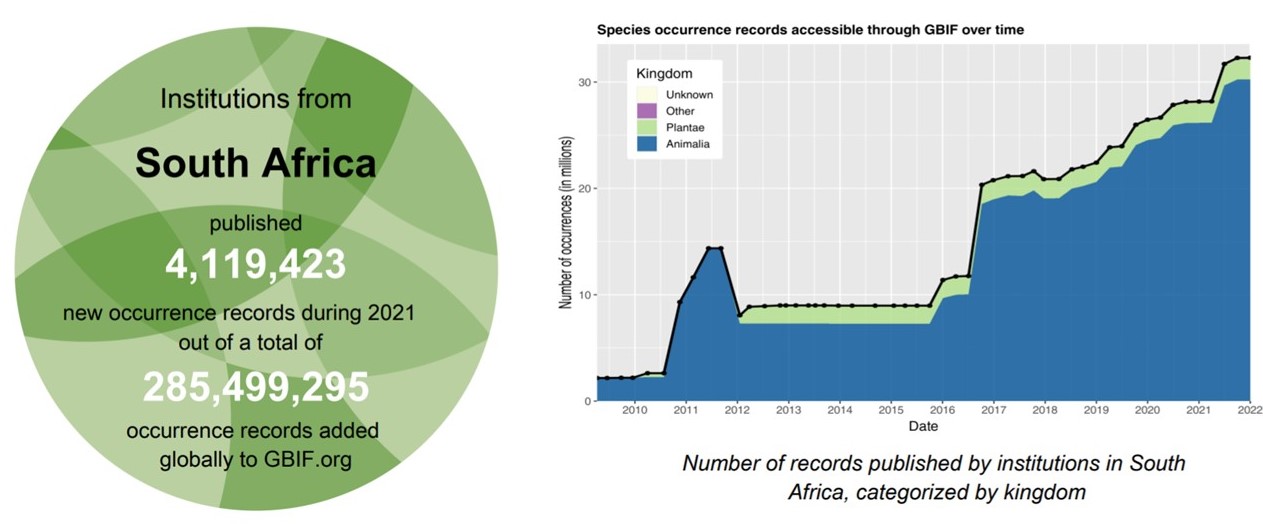 Institutions from
South Africa
published
4,119,423
new occurrence records during 2021
out of a total of
285,499,295
occurrence records added
globally to GBIF.org
Species occurrence records accessible through GBIF over time
Kingdom
Unknown
Other
Plantae
Animalia
Number of occurrences (in millions)
30
20
10
0
2010 2011 2012 2013 2014 2015 2016 2017 2018 2019 2020 2021 2022
Date
Number of records published by institutions in South
Africa, categorized by kingdom